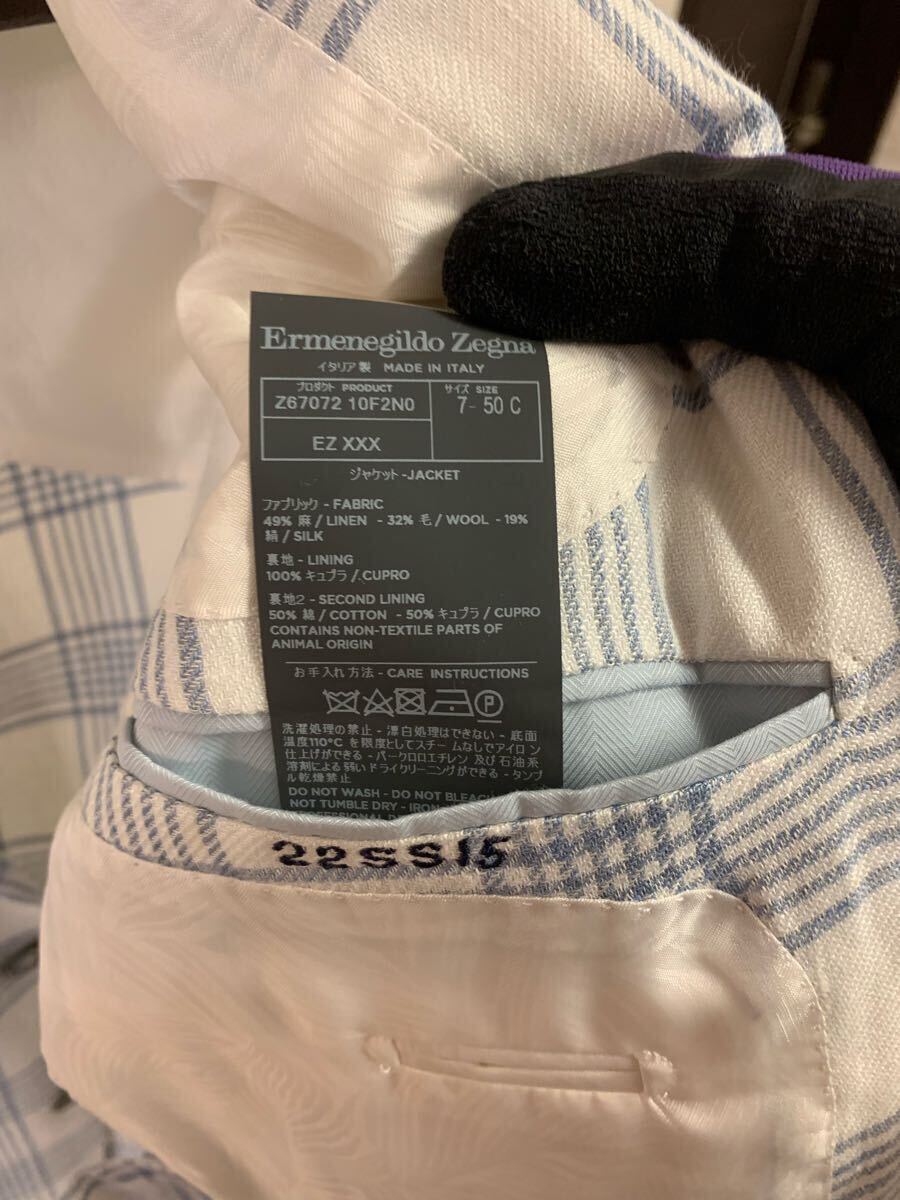 Ermenegildo Zegna
イタリア製 MADE IN ITALY
プロダクト PRODUCT
Z67072 10F2N0
EZ XXX
サイズ SIZE
7- 50 C
ジャケット -JACKET
ファブリック - FABRIC
49% 麻 / LINEN - 32% 毛 / WOOL - 19%
絹 / SILK
裏地 - LINING
100% キュプラ / CUPRO
裏地2 - SECOND LINING
50% 綿 / COTTON - 50% キュプラ / CUPRO
CONTAINS NON-TEXTILE PARTS OF
ANIMAL ORIGIN
お手入れ方法 - CARE INSTRUCTIONS
P
洗濯処理の禁止 - 漂白処理はできない - 底面
温度110°C を限度としてスチームなしでアイロン
仕上げができる - パークロロエチレン 及び 石油系
溶剤による 弱い ドライクリーニングができる - タンブ
ル乾燥禁止
DO NOT WASH - DO NOT BLEACH
NOT TUMBLE DRY - IRON
22SS15